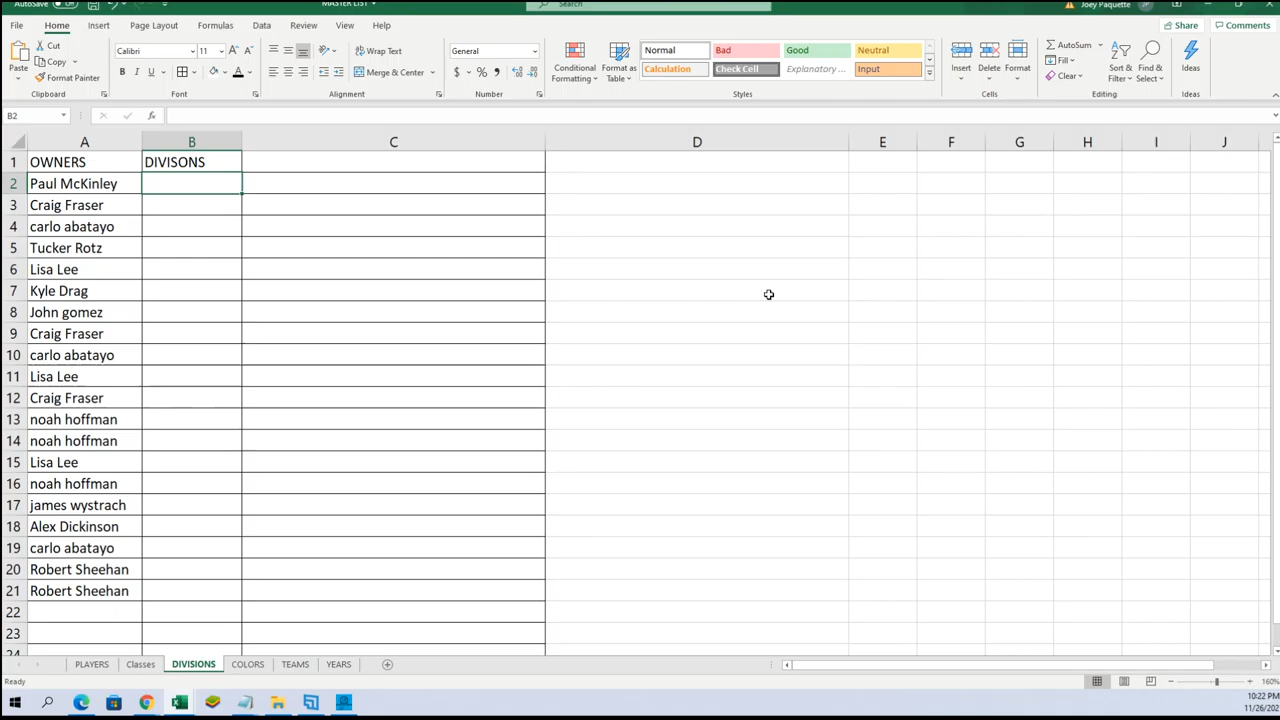 AutoSave Off MASTER LIST Search Joey Paquette
File Home Insert Page Layout Formulas Data Review View Help Share Comments
Paste Cut Copy Format Painter Clipboard
Calibri 11 B I U Font
Wrap Text Merge & Center Alignment
General $ % Number
Conditional Formatting Format as Table
Normal Bad Good Neutral
Calculation Check Cell Explanatory ... Input
Styles
Insert Delete Format Cells
AutoSum Fill Clear Sort & Filter Find & Select Editing
Ideas Ideas
B2 fx
A B C D E F G H I J
1 OWNERS DIVISONS
2 Paul McKinley
3 Craig Fraser
4 carlo abatayo
5 Tucker Rotz
6 Lisa Lee
7 Kyle Drag
8 John gomez
9 Craig Fraser
10 carlo abatayo
11 Lisa Lee
12 Craig Fraser
13 noah hoffman
14 noah hoffman
15 Lisa Lee
16 noah hoffman
17 james wystrach
18 Alex Dickinson
19 carlo abatayo
20 Robert Sheehan
21 Robert Sheehan
22
23
24
PLAYERS Classes DIVISIONS COLORS TEAMS YEARS
Ready 160%
10:22 PM
11/26/202